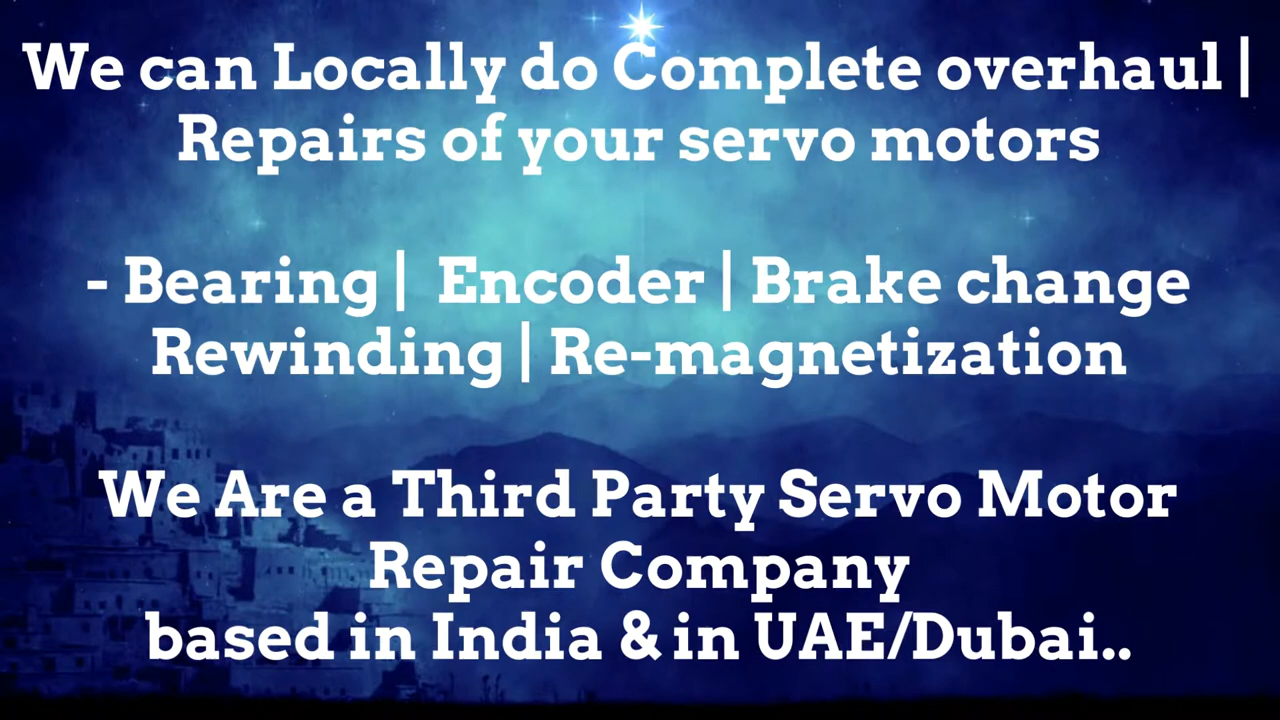 We can Locally do Complete overhaul |
Repairs of your servo motors
- Bearing | Encoder | Brake change
Rewinding | Re-magnetization
We Are a Third Party Servo Motor
Repair Company
based in India & in UAE/Dubai..